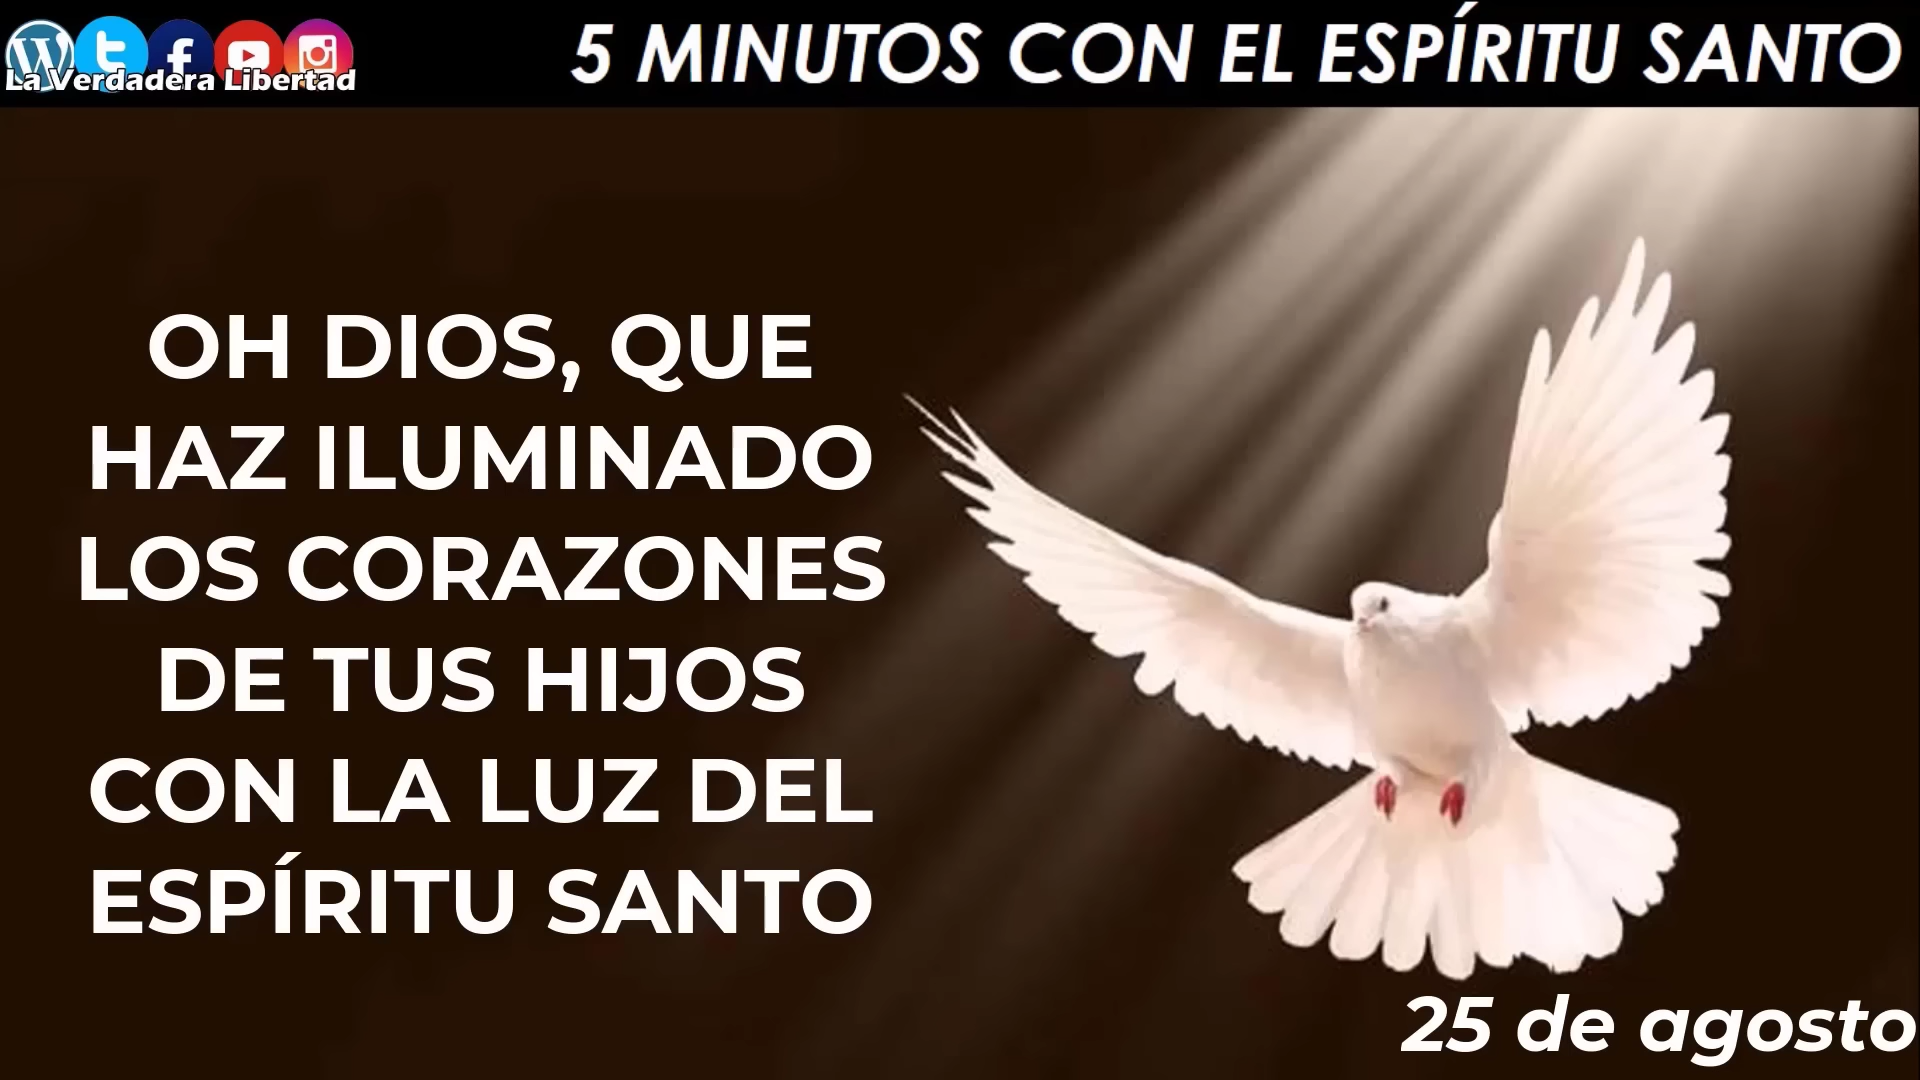 La Verdadera Libertad
5 MINUTOS CON EL ESPÍRITU SANTO
OH DIOS, QUE
HAZ ILUMINADO
LOS CORAZONES
DE TUS HIJOS
CON LA LUZ DEL
ESPÍRITU SANTO
25 de agosto